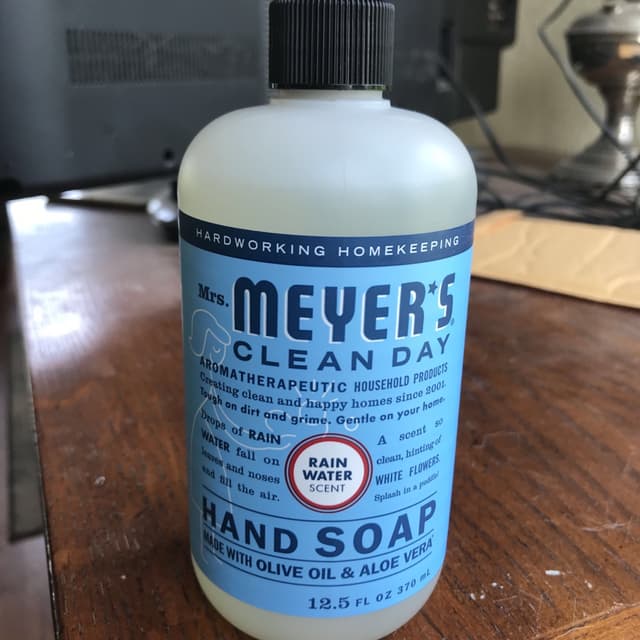 HARDWORKING HOMEKEEPING
Mrs. MEYER'S
CLEAN DAY
AROMATHERAPEUTIC HOUSEHOLD PRODUCTS
Creating clean and happy homes since 2001.
tough on dirt and grime. Gentle on your home.
Drops of RAIN
WATER fall on
leaves and noses
and fill the air.
RAIN
WATER
SCENT
A scent so
clean, hinting of
WHITE FLOWERS.
Splash in a puddle!
HAND SOAP
MADE WITH OLIVE OIL & ALOE VERA*
12.5 FL OZ 370 mL